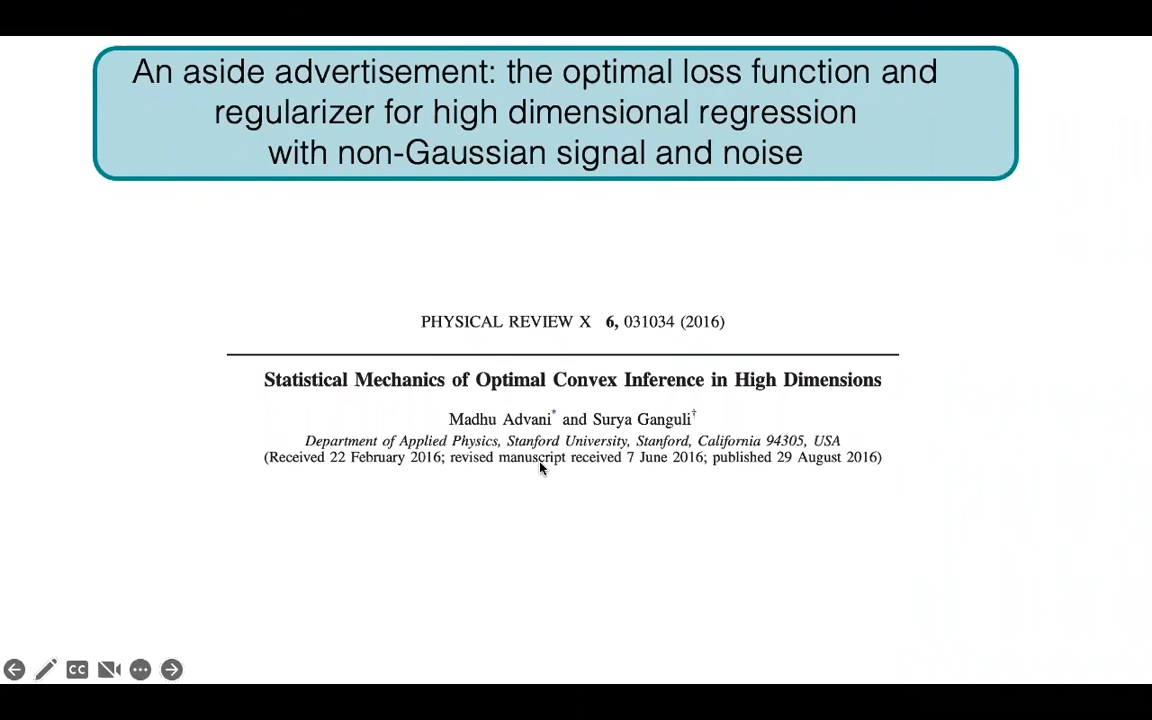 An aside advertisement: the optimal loss function and
regularizer for high dimensional regression
with non-Gaussian signal and noise
PHYSICAL REVIEW X 6, 031034 (2016)
Statistical Mechanics of Optimal Convex Inference in High Dimensions
Madhu Advani* and Surya Ganguli†
Department of Applied Physics, Stanford University, Stanford, California 94305, USA
(Received 22 February 2016; revised manuscript received 7 June 2016; published 29 August 2016)
CC